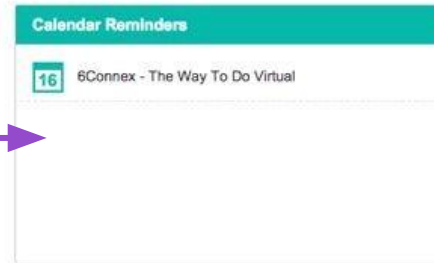 Calendar Reminders
16 6Connex - The Way To Do Virtual